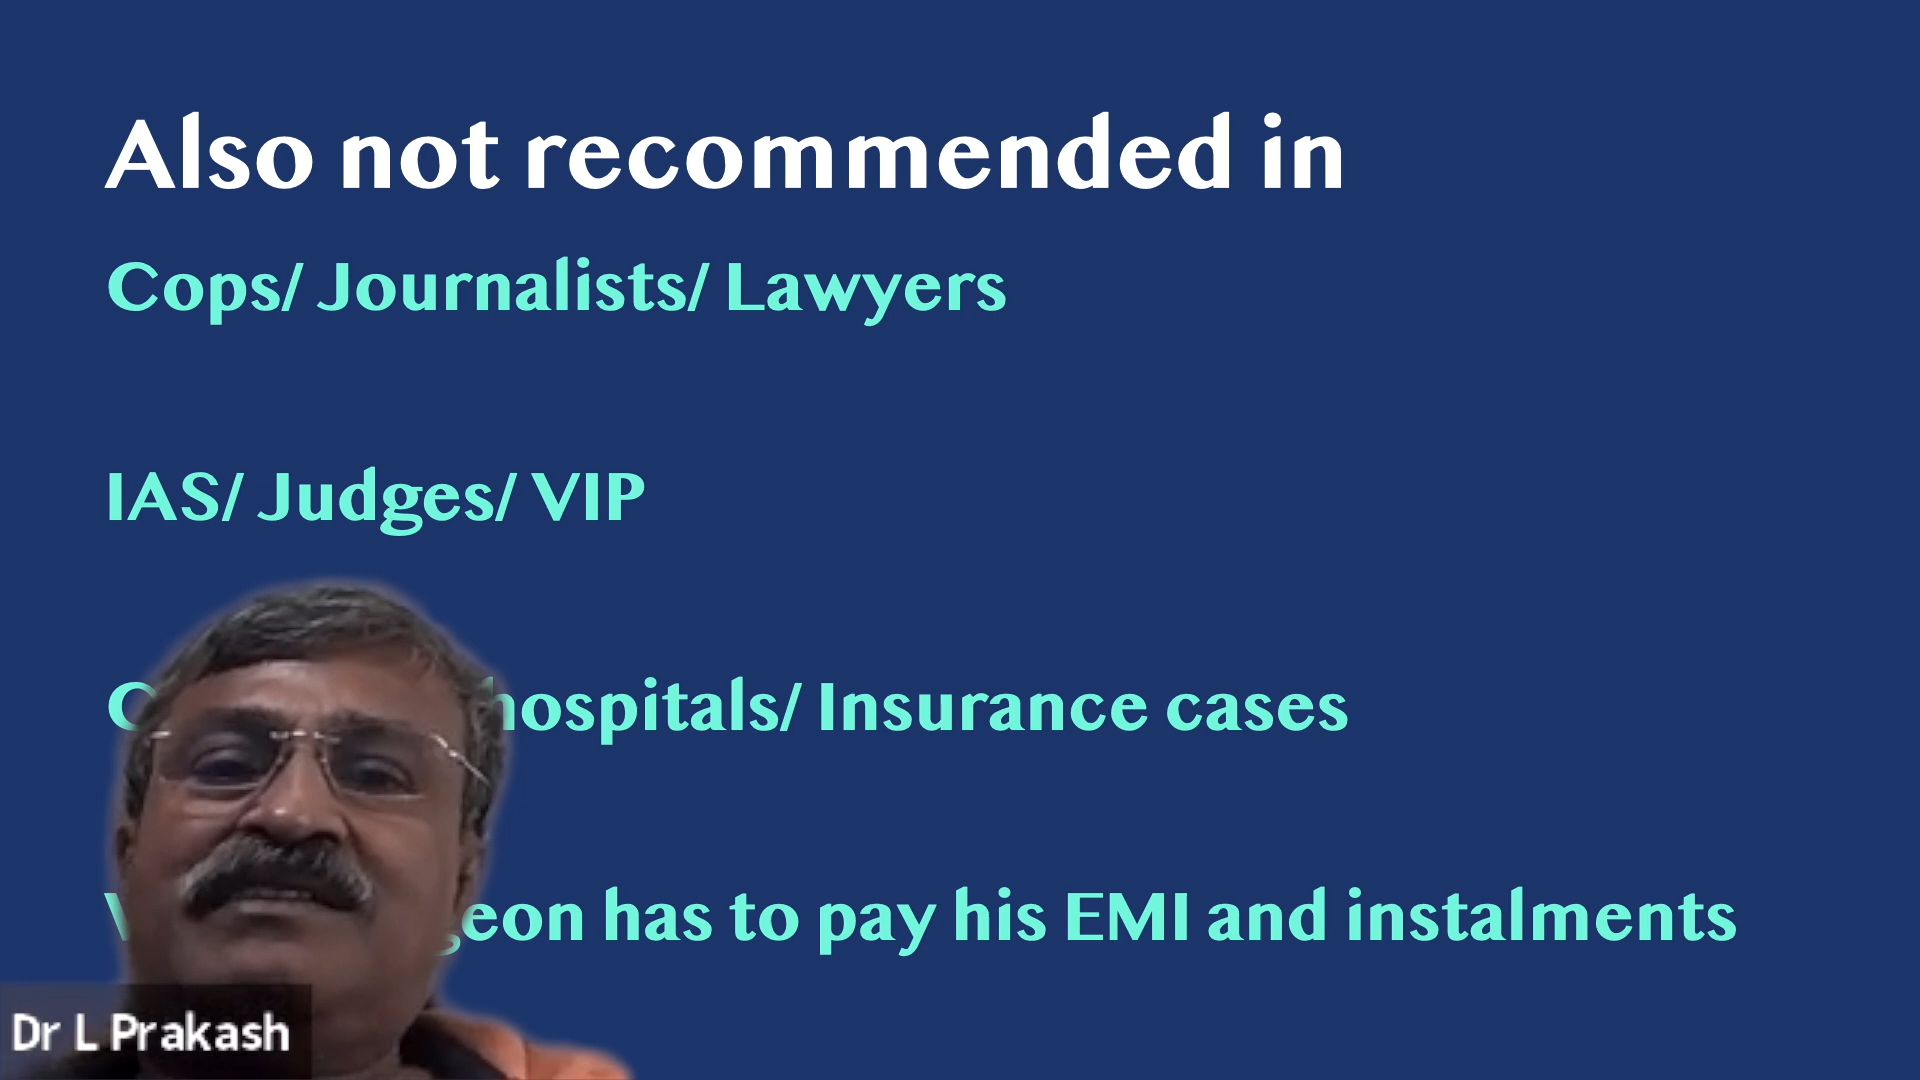 Also not recommended in
Cops/ Journalists/ Lawyers
IAS/ Judges/ VIP
hospitals/ Insurance cases
has to pay his EMI and instalments
Dr L Prakash